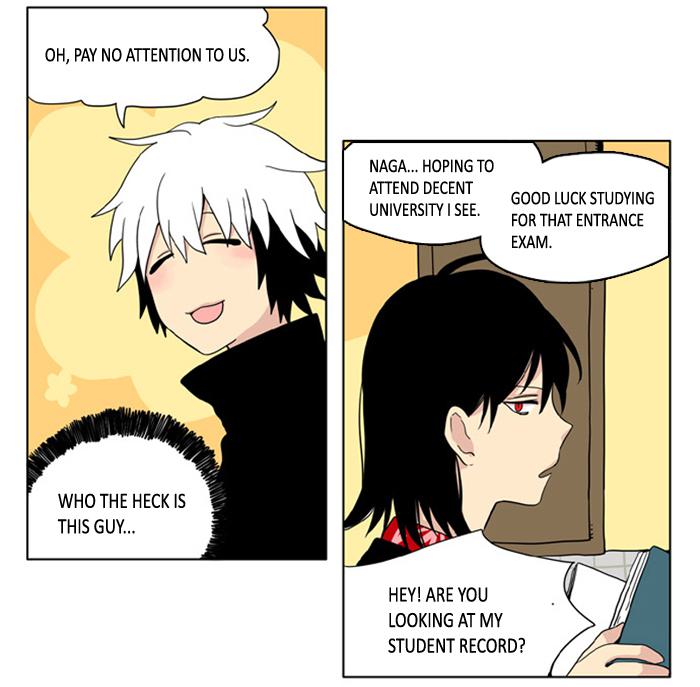 OH, PAY NO ATTENTION TO US.
WHO THE HECK IS
THIS GUY...
NAGA... HOPING TO
ATTEND DECENT
UNIVERSITY I SEE.
GOOD LUCK STUDYING
FOR THAT ENTRANCE
EXAM.
HEY! ARE YOU
LOOKING AT MY
STUDENT RECORD?